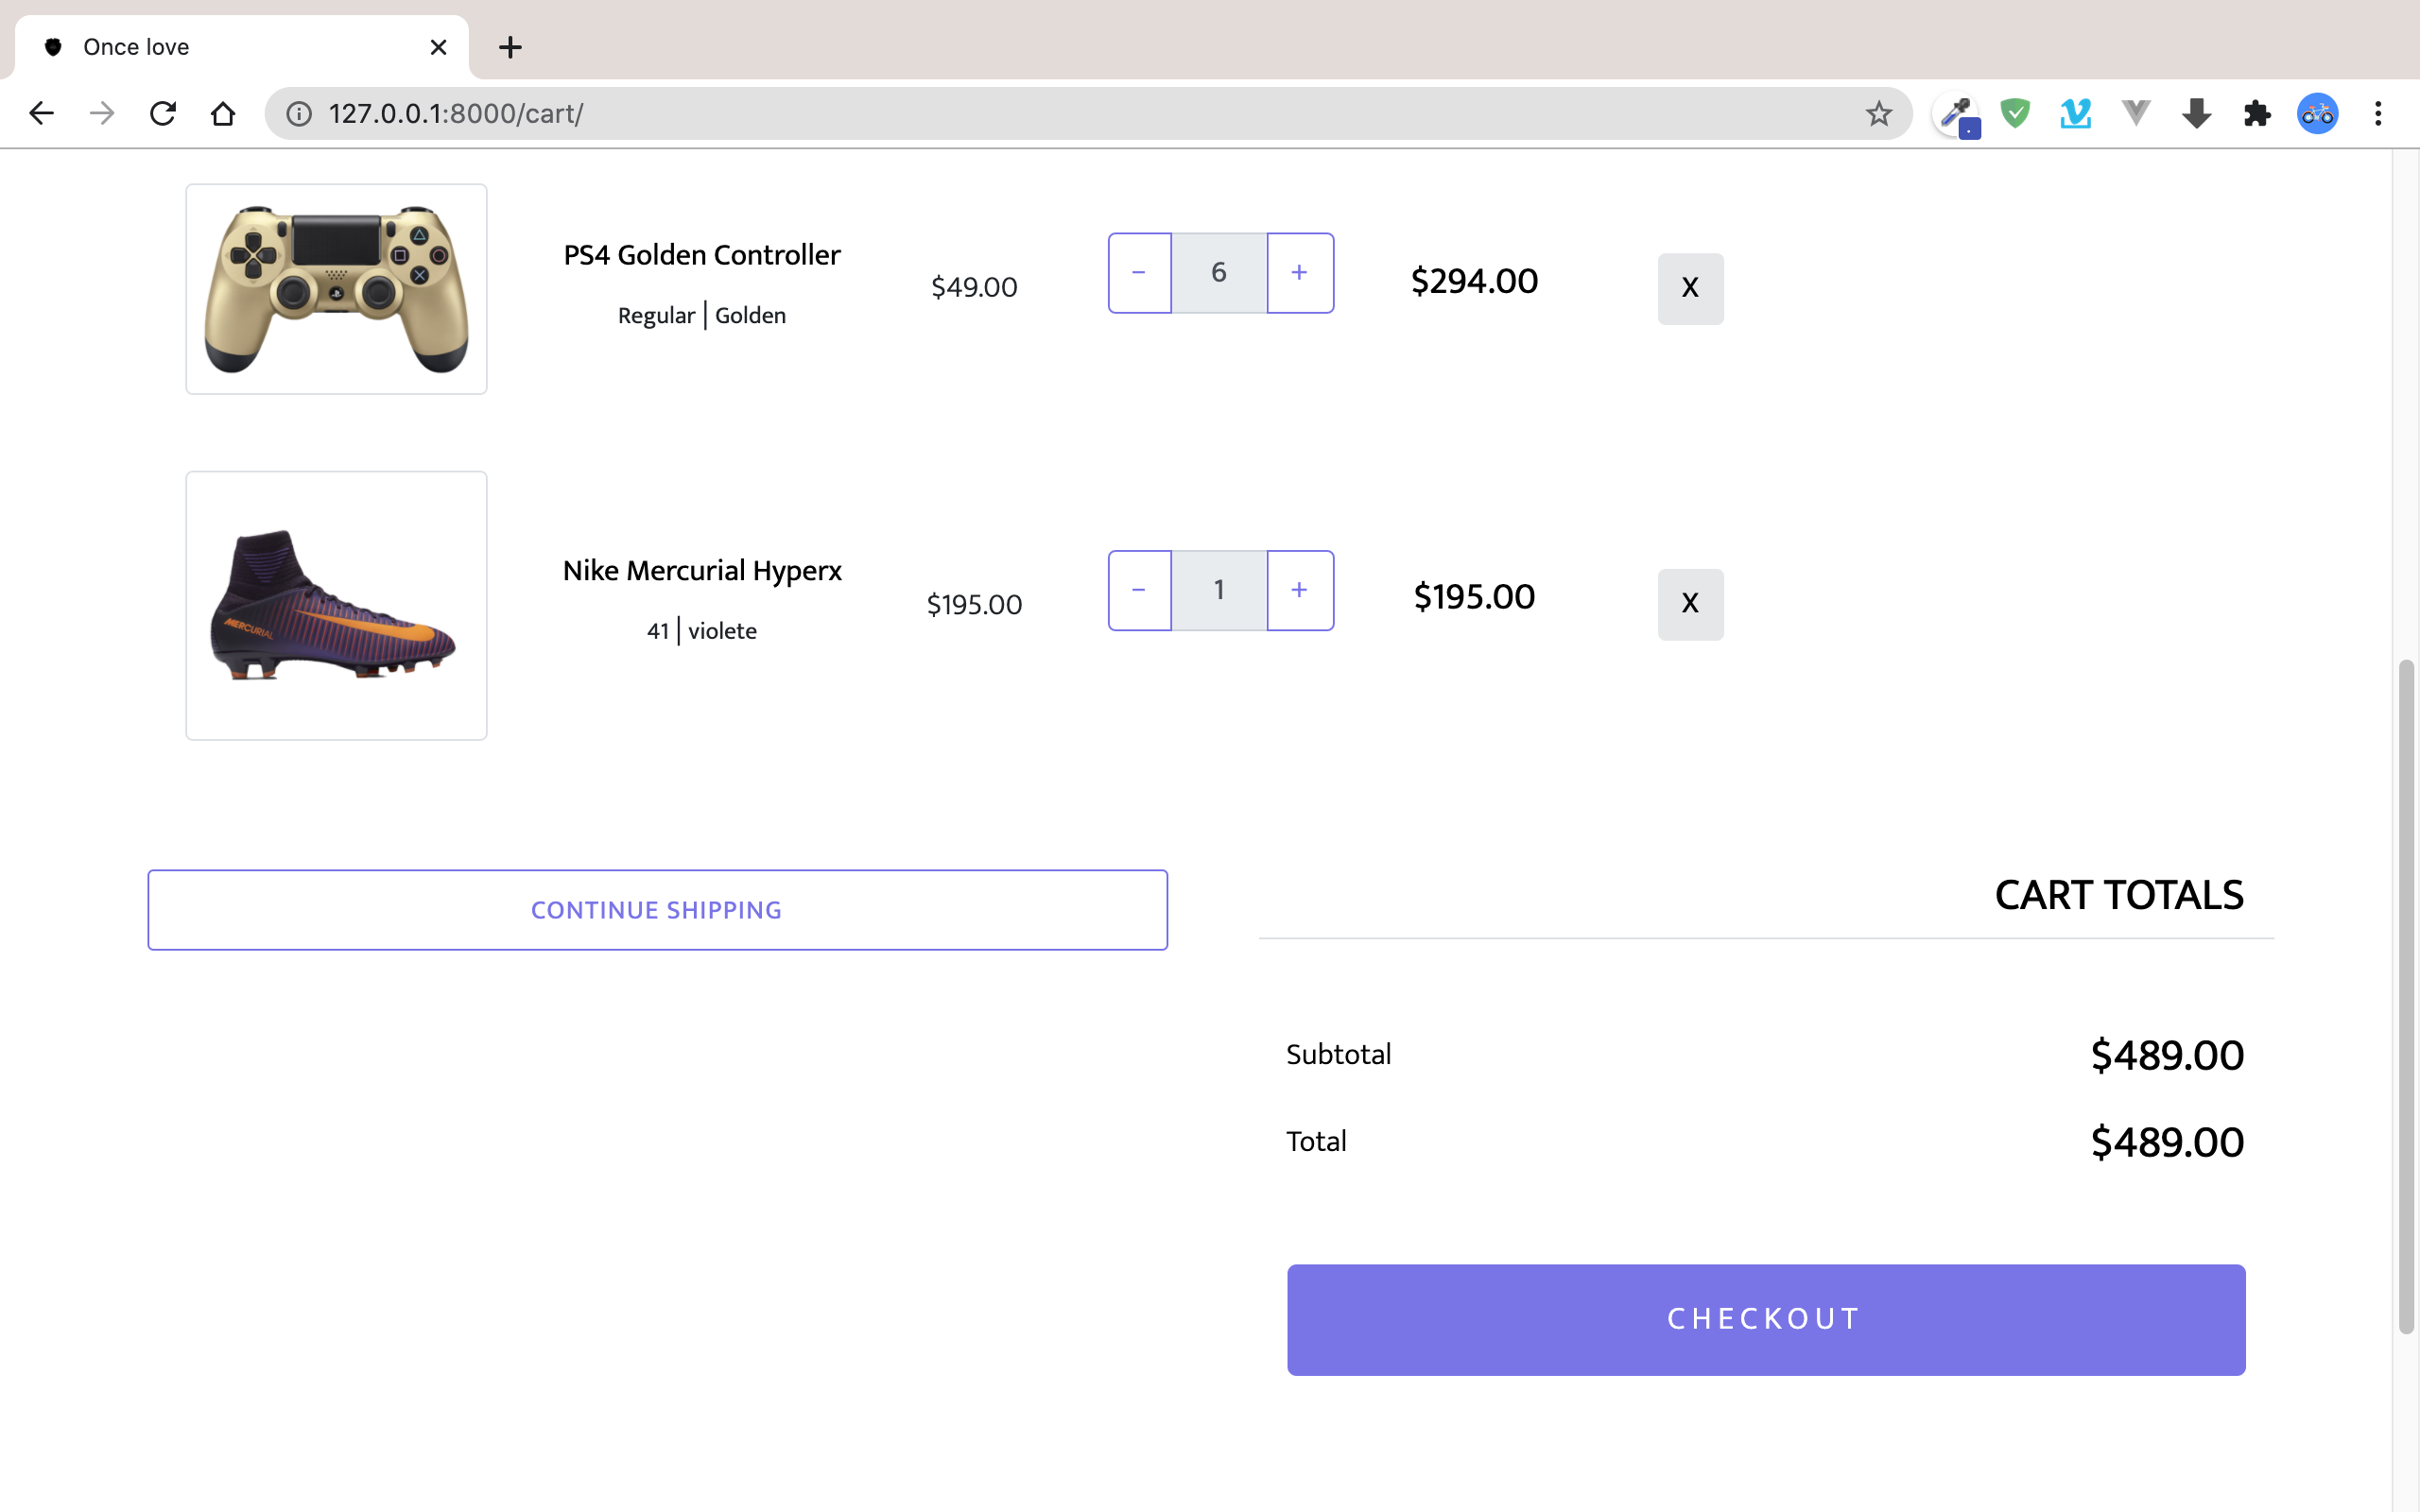 Once love
127.0.0.1:8000/cart/
PS4 Golden Controller
Regular | Golden
$49.00
- 6 +
$294.00
X
MERCURIAL
Nike Mercurial Hyperx
41 | violete
$195.00
- 1 +
$195.00
X
CONTINUE SHIPPING
CART TOTALS
Subtotal $489.00
Total $489.00
CHECKOUT